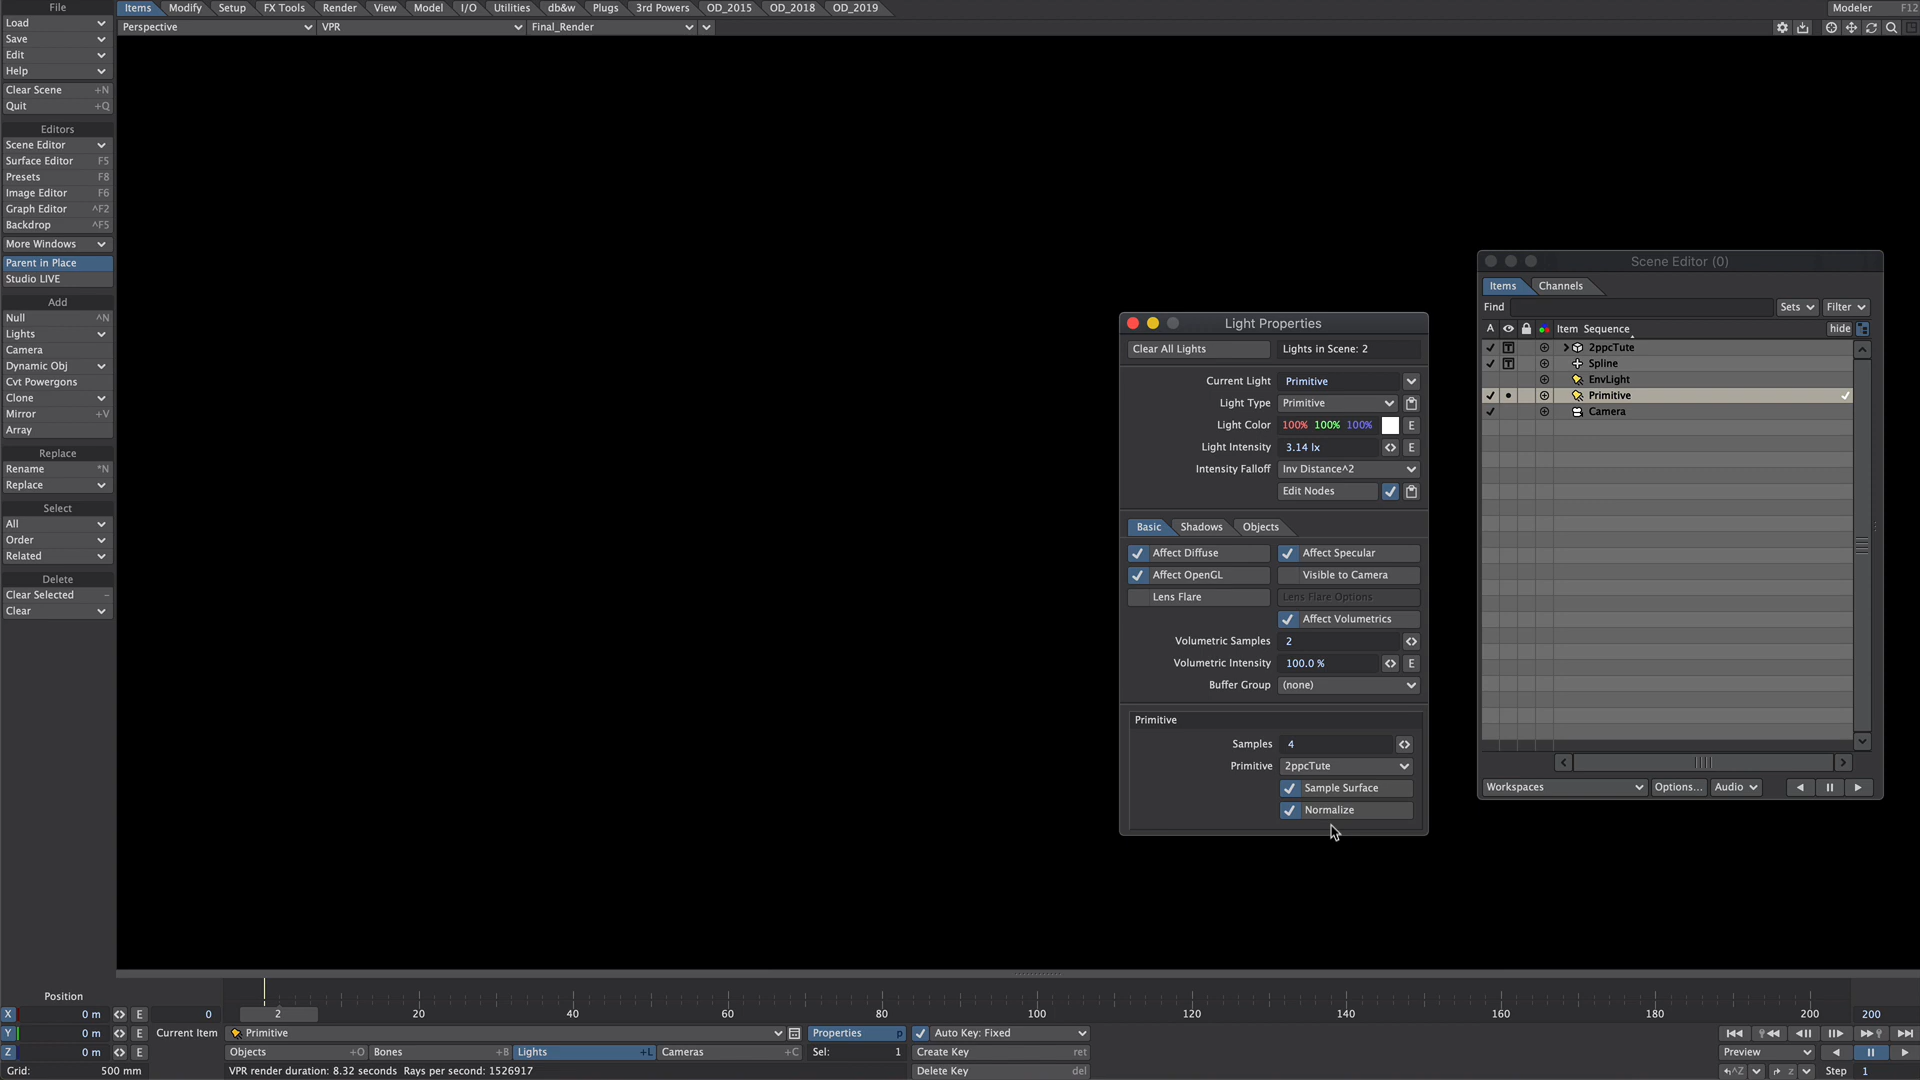 File
Items Modify Setup FX Tools Render View Model I/O Utilities db&w Plugs 3rd Powers OD_2015 OD_2018 OD_2019
Modeler F12
Load
Perspective VPR Final_Render
Save
Edit
Help
Clear Scene +N
Quit +Q
Editors
Scene Editor
Surface Editor F5
Presets F8
Image Editor F6
Graph Editor ^F2
Backdrop ^F5
More Windows
Parent in Place
Studio LIVE
Add
Null ^N
Lights
Camera
Dynamic Obj
Cvt Powergons
Clone
Mirror +V
Array
Replace
Rename *N
Replace
Select
All
Order
Related
Delete
Clear Selected -
Clear
Light Properties
Clear All Lights Lights in Scene: 2
Current Light Primitive
Light Type Primitive
Light Color 100% 100% 100% E
Light Intensity 3.14 lx E
Intensity Falloff Inv Distance^2
Edit Nodes
Basic Shadows Objects
Affect Diffuse Affect Specular
Affect OpenGL Visible to Camera
Lens Flare Lens Flare Options
Affect Volumetrics
Volumetric Samples 2
Volumetric Intensity 100.0 % E
Buffer Group (none)
Primitive
Samples 4
Primitive 2ppcTute
Sample Surface
Normalize
Scene Editor (0)
Items Channels
Find Sets Filter
A Item Sequence hide
T 2ppcTute
T Spline
EnvLight
Primitive
Camera
Workspaces Options... Audio
Position
X 0 m E 0 2 20 40 60 80 100 120 140 160 180 200 200
Y 0 m E Current Item Primitive Properties p Auto Key: Fixed
Z 0 m E Objects +O Bones +B Lights +L Cameras +C Sel: 1 Create Key ret Preview
Grid: 500 mm VPR render duration: 8.32 seconds Rays per second: 1526917 Delete Key del ^Z z Step 1